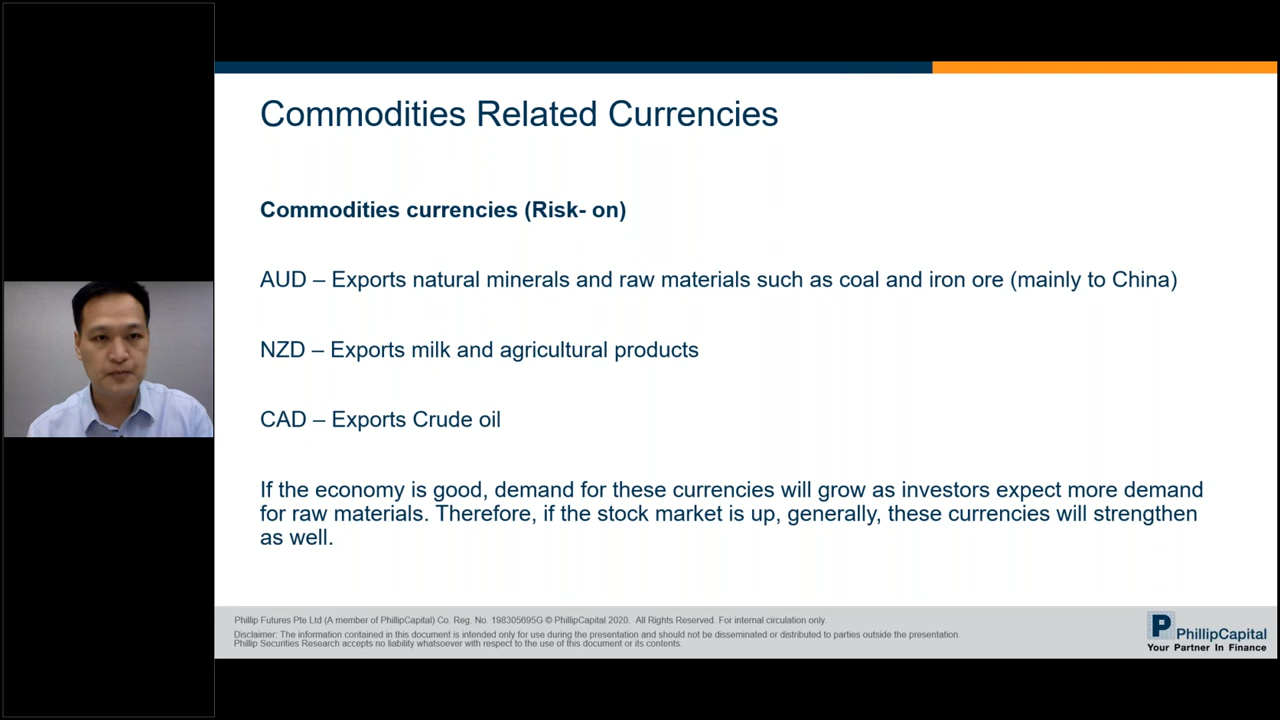 Commodities Related Currencies
Commodities currencies (Risk- on)
AUD – Exports natural minerals and raw materials such as coal and iron ore (mainly to China)
NZD – Exports milk and agricultural products
CAD – Exports Crude oil
If the economy is good, demand for these currencies will grow as investors expect more demand
for raw materials. Therefore, if the stock market is up, generally, these currencies will strengthen
as well.
Phillip Futures Pte Ltd (A member of PhillipCapital) Co. Reg. No. 198305695G © PhillipCapital 2020. All Rights Reserved. For internal circulation only.
Disclaimer: The information contained in this document is intended only for use during the presentation and should not be disseminated or distributed to parties outside the presentation.
Phillip Securities Research accepts no liability whatsoever with respect to the use of this document or its contents.
P PhillipCapital
Your Partner In Finance